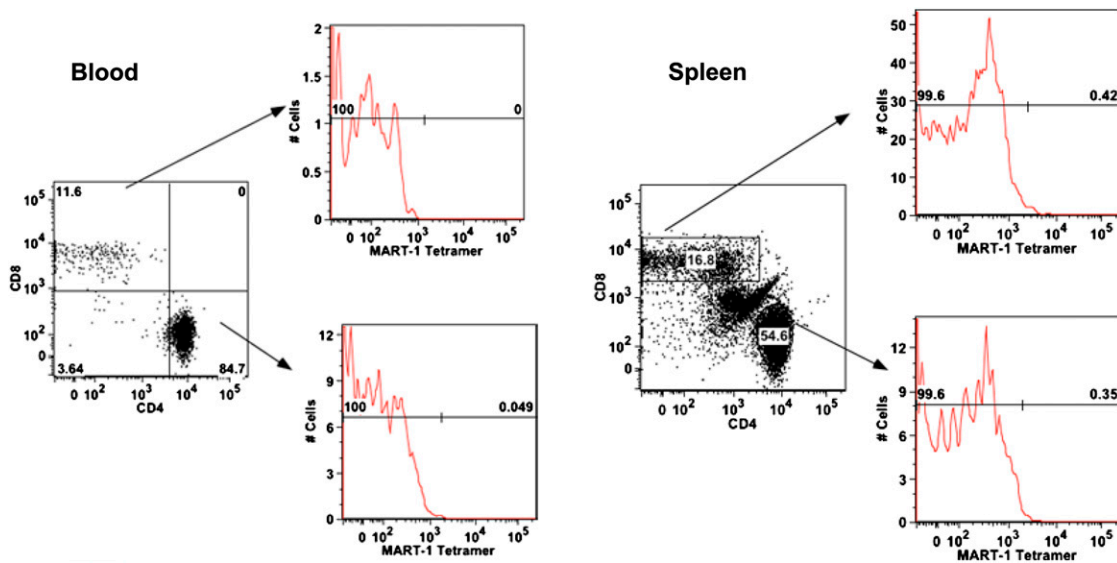 Blood
11.6
0
3.64
84.7
10⁵
10⁴
10³
10²
0
CD8
0 10² 10³ 10⁴ 10⁵
CD4
2
1.5
1
0.5
0
# Cells
100
0
0 10² 10³ 10⁴ 10⁵
MART-1 Tetramer
12
9
6
3
0
# Cells
100
0.049
0 10² 10³ 10⁴ 10⁵
MART-1 Tetramer
Spleen
16.8
54.6
10⁵
10⁴
10³
10²
0
CD8
0 10² 10³ 10⁴ 10⁵
CD4
50
40
30
20
10
0
# Cells
99.6
0.42
0 10² 10³ 10⁴ 10⁵
MART-1 Tetramer
12
9
6
3
0
# Cells
99.6
0.35
0 10² 10³ 10⁴ 10⁵
MART-1 Tetramer